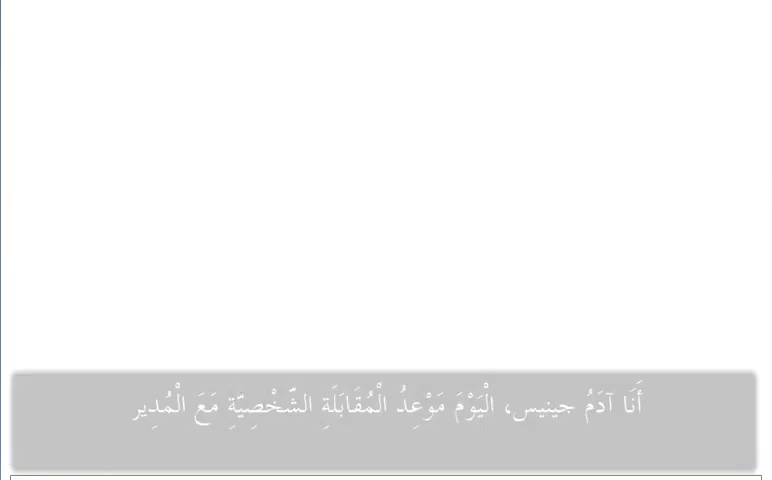 أَنَا آدَمُ جينيس، الْيَوْمَ مَوْعِدُ الْمُقَابَلَةِ الشَّخْصِيَّةِ مَعَ الْمُدِير